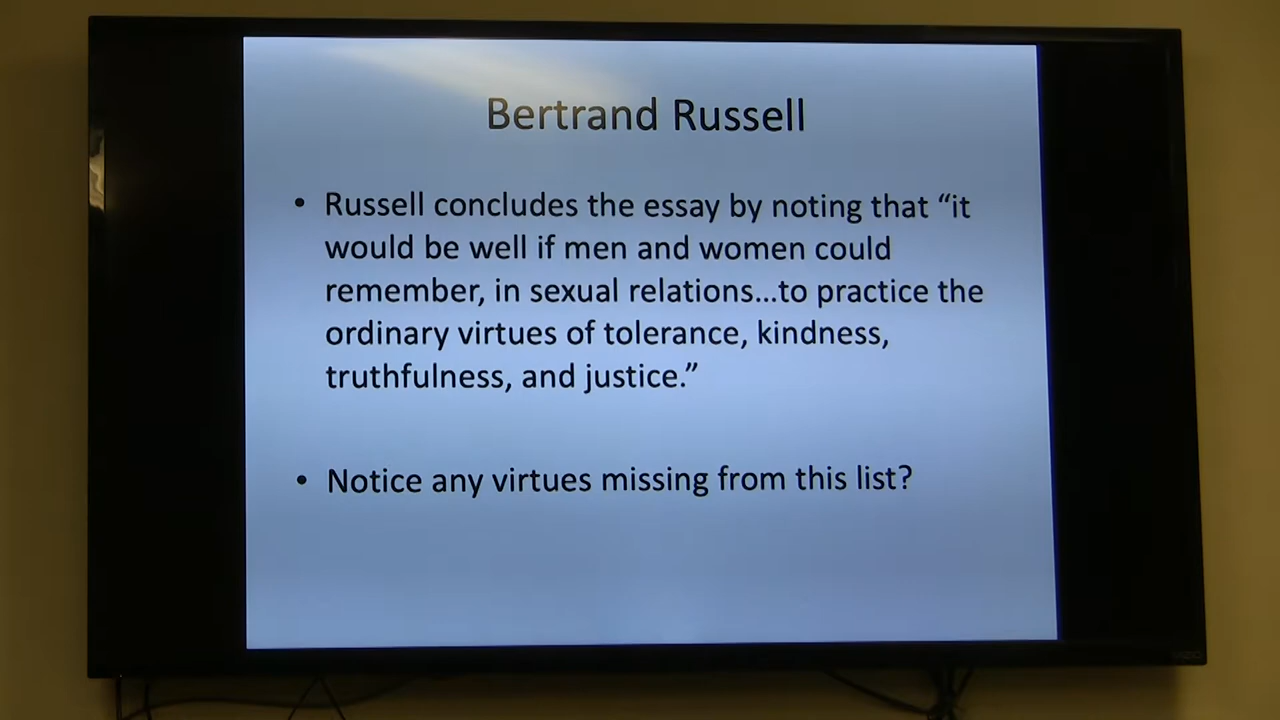 Bertrand Russell
• Russell concludes the essay by noting that “it
would be well if men and women could
remember, in sexual relations...to practice the
ordinary virtues of tolerance, kindness,
truthfulness, and justice.”
• Notice any virtues missing from this list?
VIZIO